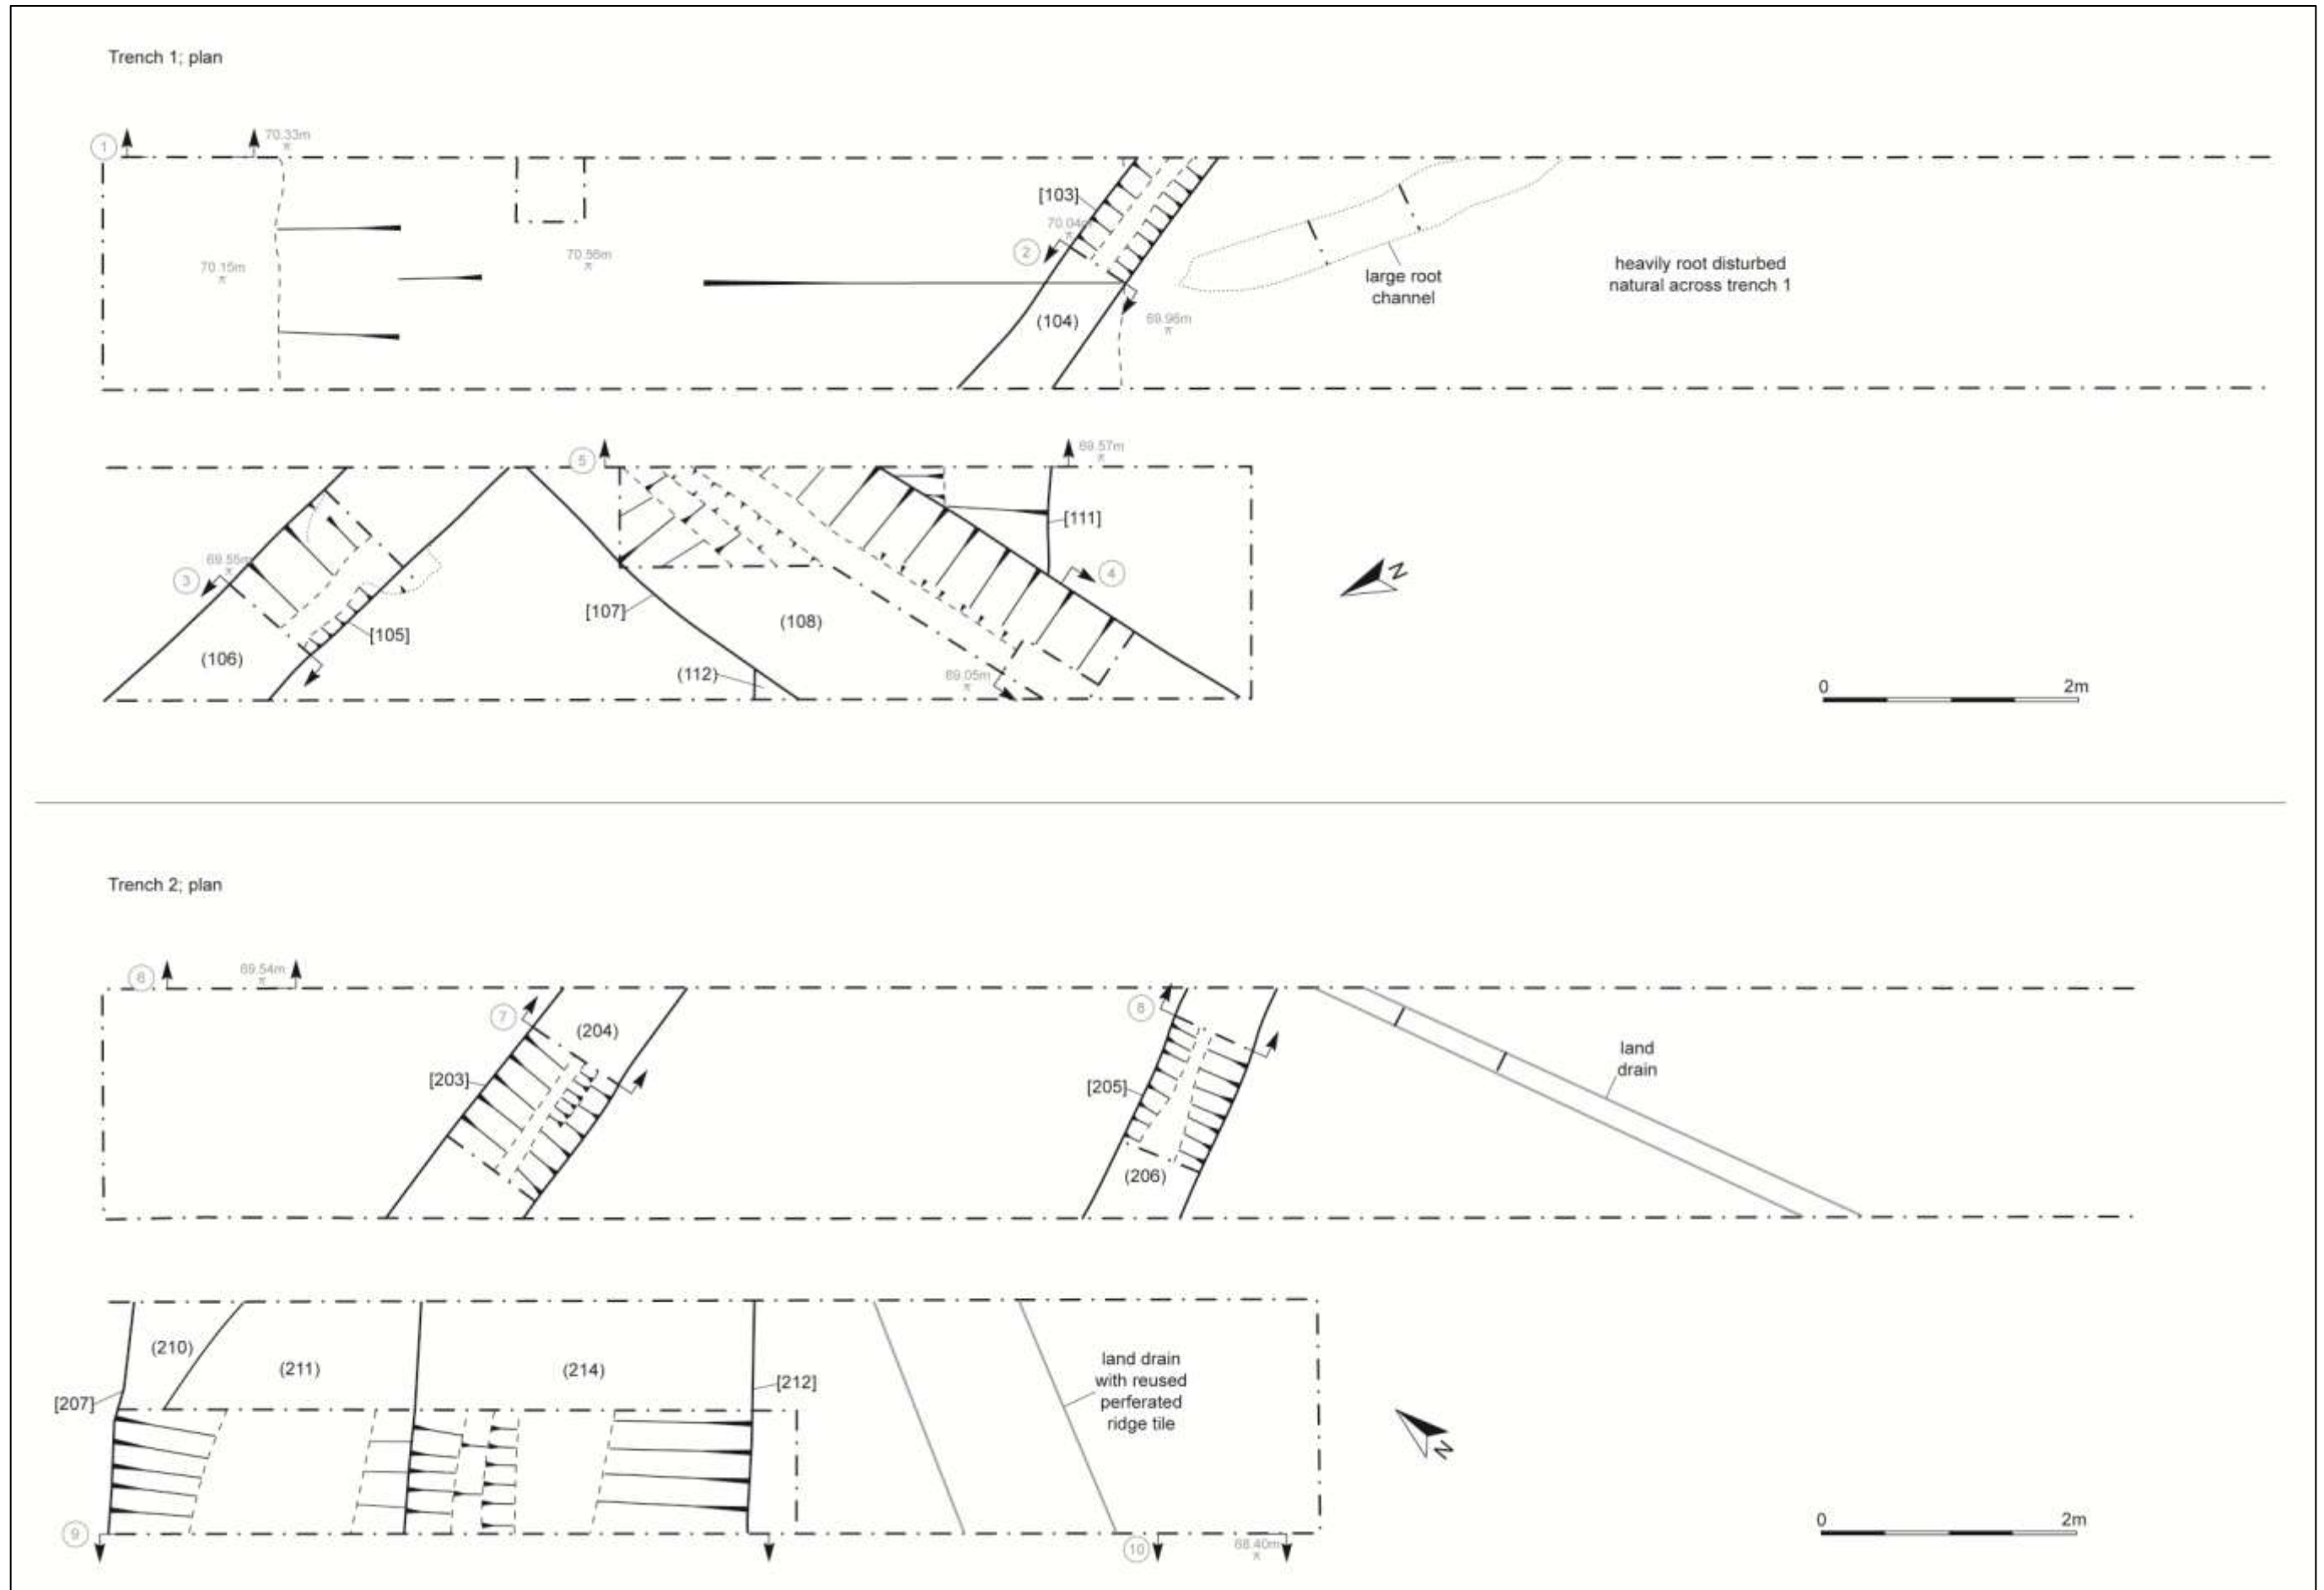 Trench 1; plan
1
70.33m
[103]
70.04m
2
70.15m
70.56m
(104)
69.96m
large root
channel
heavily root disturbed
natural across trench 1
5
69.57m
[111]
3
69.55m
4
N
[107]
(108)
[105]
(106)
(112)
69.05m
0 2m
Trench 2; plan
6
69.54m
7
(204)
8
[203]
[205]
land
drain
(206)
(210)
(211)
(214)
[212]
[207]
land drain
with reused
perferated
ridge tile
N
9
10
68.40m
0 2m